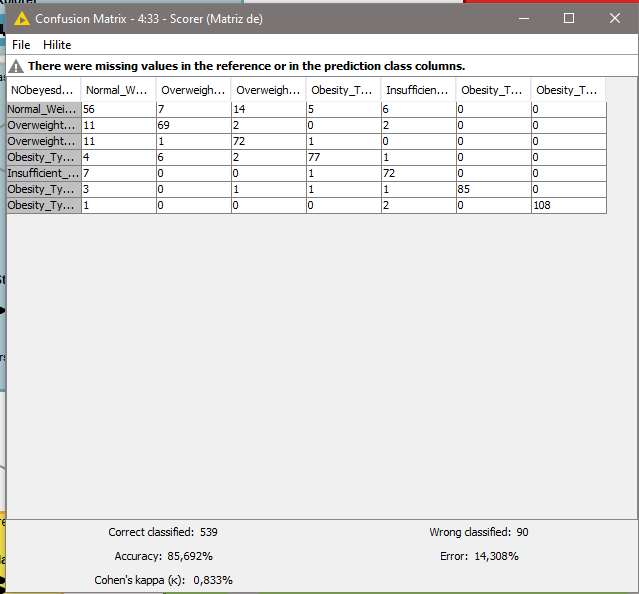 Confusion Matrix - 4:33 - Scorer (Matriz de)
File Hilite
There were missing values in the reference or in the prediction class columns.
NObeyesd... Normal_W... Overweigh... Overweigh... Obesity_T... Insufficien... Obesity_T... Obesity_T...
Normal_Wei... 56 7 14 5 6 0 0
Overweight... 11 69 2 0 2 0 0
Overweight... 11 1 72 1 0 0 0
Obesity_Ty... 4 6 2 77 1 0 0
Insufficient_... 7 0 0 1 72 0 0
Obesity_Ty... 3 0 1 1 1 85 0
Obesity_Ty... 1 0 0 0 2 0 108
Correct classified: 539 Wrong classified: 90
Accuracy: 85,692% Error: 14,308%
Cohen's kappa (κ): 0,833%